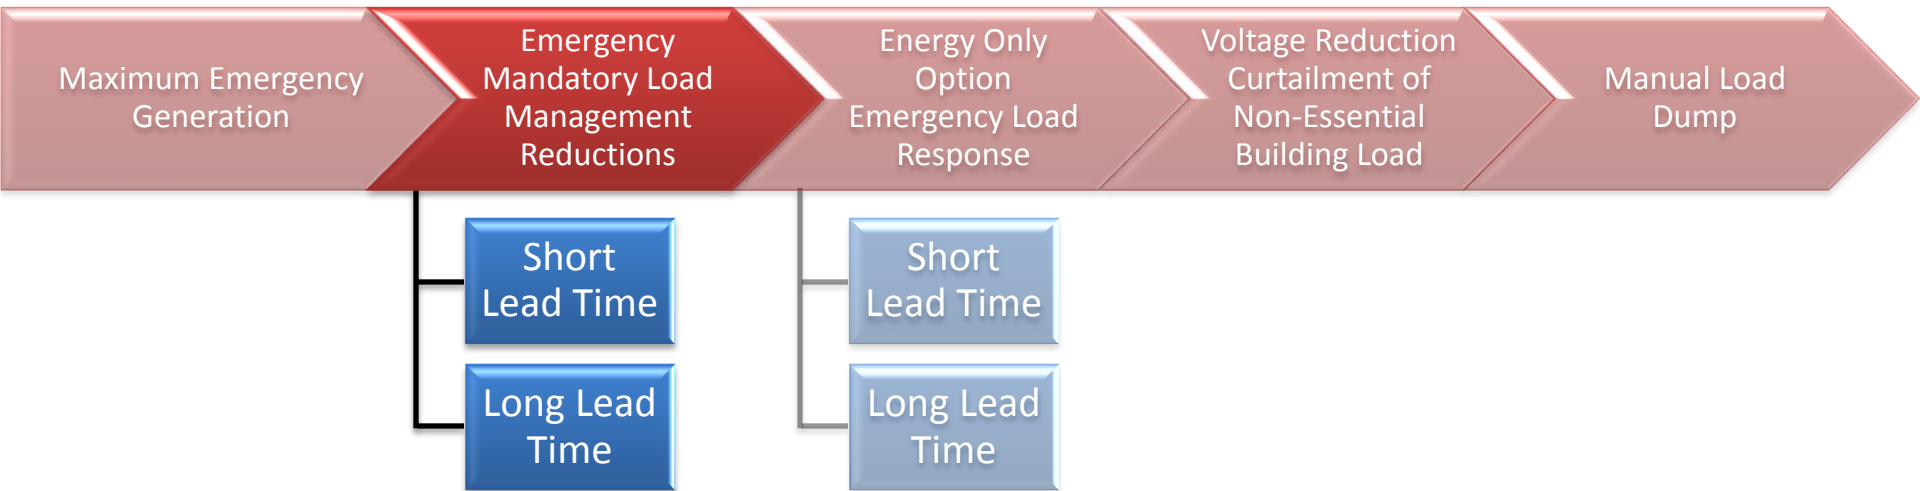 Maximum Emergency
Generation
Emergency
Mandatory Load
Management
Reductions
Energy Only
Option
Emergency Load
Response
Voltage Reduction
Curtailment of
Non-Essential
Building Load
Manual Load
Dump
Short
Lead Time
Long Lead
Time
Short
Lead Time
Long Lead
Time